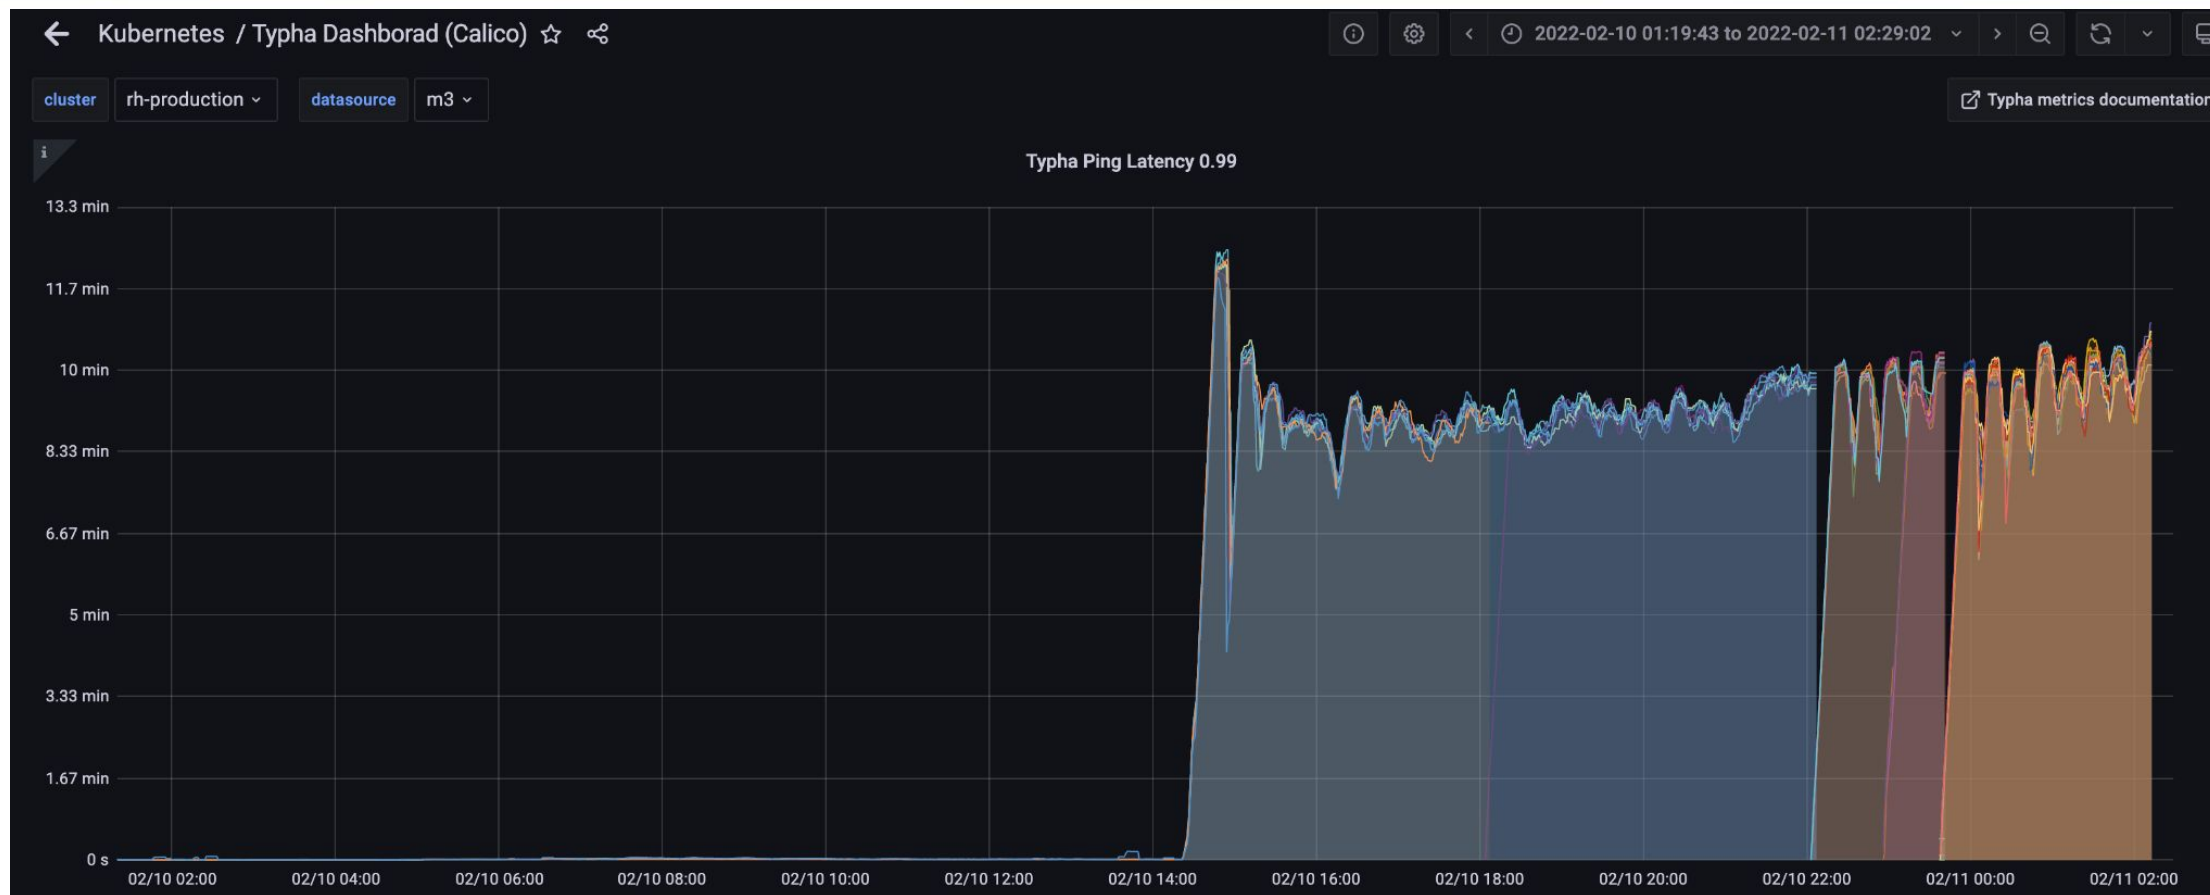 Kubernetes / Typha Dashborad (Calico)
2022-02-10 01:19:43 to 2022-02-11 02:29:02
cluster rh-production datasource m3
Typha metrics documentation
i
Typha Ping Latency 0.99
13.3 min
11.7 min
10 min
8.33 min
6.67 min
5 min
3.33 min
1.67 min
0 s
02/10 02:00 02/10 04:00 02/10 06:00 02/10 08:00 02/10 10:00 02/10 12:00 02/10 14:00 02/10 16:00 02/10 18:00 02/10 20:00 02/10 22:00 02/11 00:00 02/11 02:00